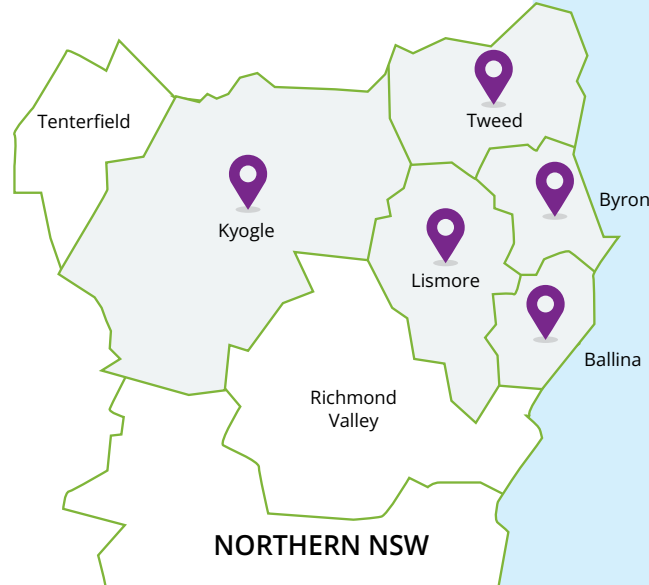 Tenterfield
Tweed
Byron
Kyogle
Lismore
Ballina
Richmond
Valley
NORTHERN NSW